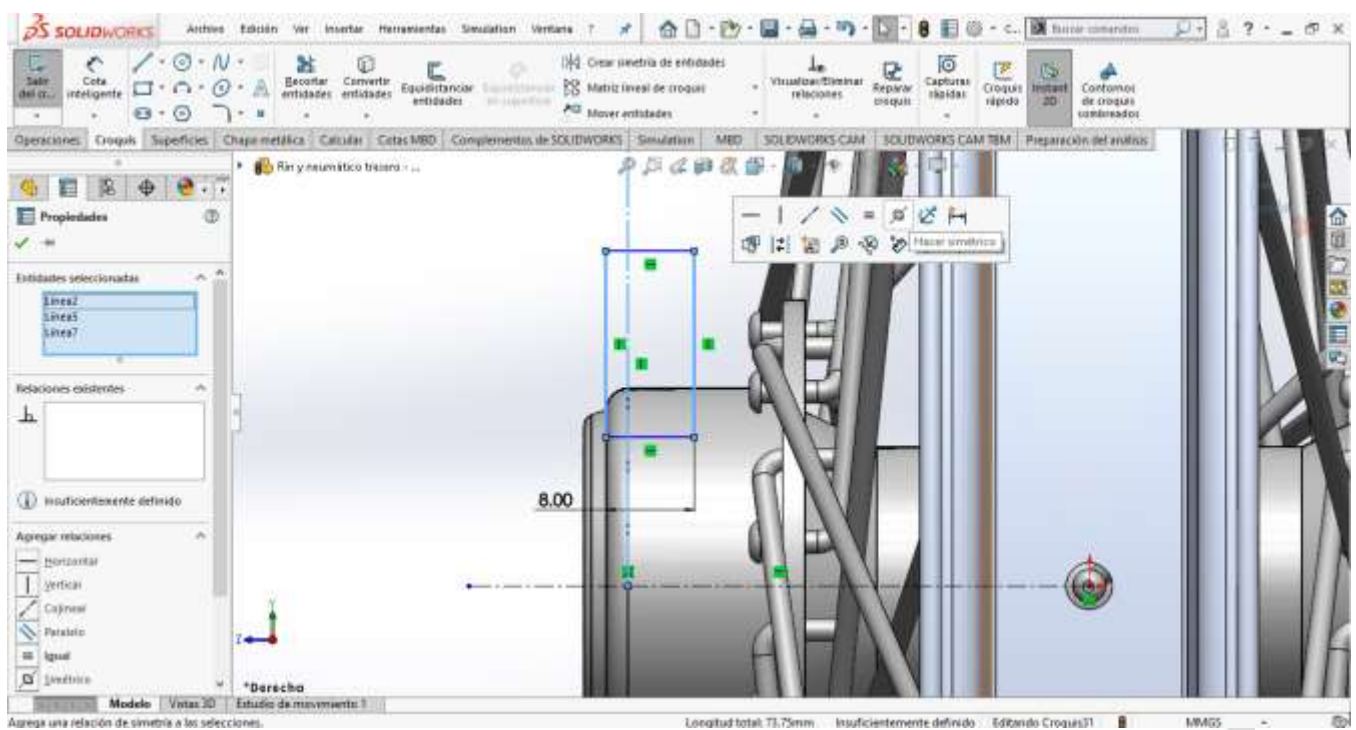 SOLIDWORKS Archivo Edición Ver Insertar Herramientas Simulation Ventana ?
Buscar comandos
Salir del cr...
Cota inteligente
Recortar entidades
Convertir entidades
Equidistanciar entidades
Crear simetría de entidades
Matriz lineal de croquis
Mover entidades
Visualizar/Eliminar relaciones
Reparar croquis
Capturas rápidas
Croquis rápido
Instant 2D
Contornos de croquis sombreados
Operaciones Croquis Superficies Chapa metálica Calcular Cotas MBD Complementos de SOLIDWORKS Simulation MBD SOLIDWORKS CAM SOLIDWORKS CAM TBM Preparación del análisis
Rin y neumático trasero - ...
Propiedades
Hacer simétrica
Entidades seleccionadas
Línea2
Línea5
Línea7
Relaciones existentes
Insuficientemente definido
8.00
Agregar relaciones
Horizontal
Vertical
Colineal
Paralelo
Igual
Simétrico
Y
Z
*Derecha
Modelo Vistas 3D Estudio de movimiento 1
Agrega una relación de simetría a las selecciones. Longitud total: 73.75mm Insuficientemente definido Editando Croquis31 MMGS